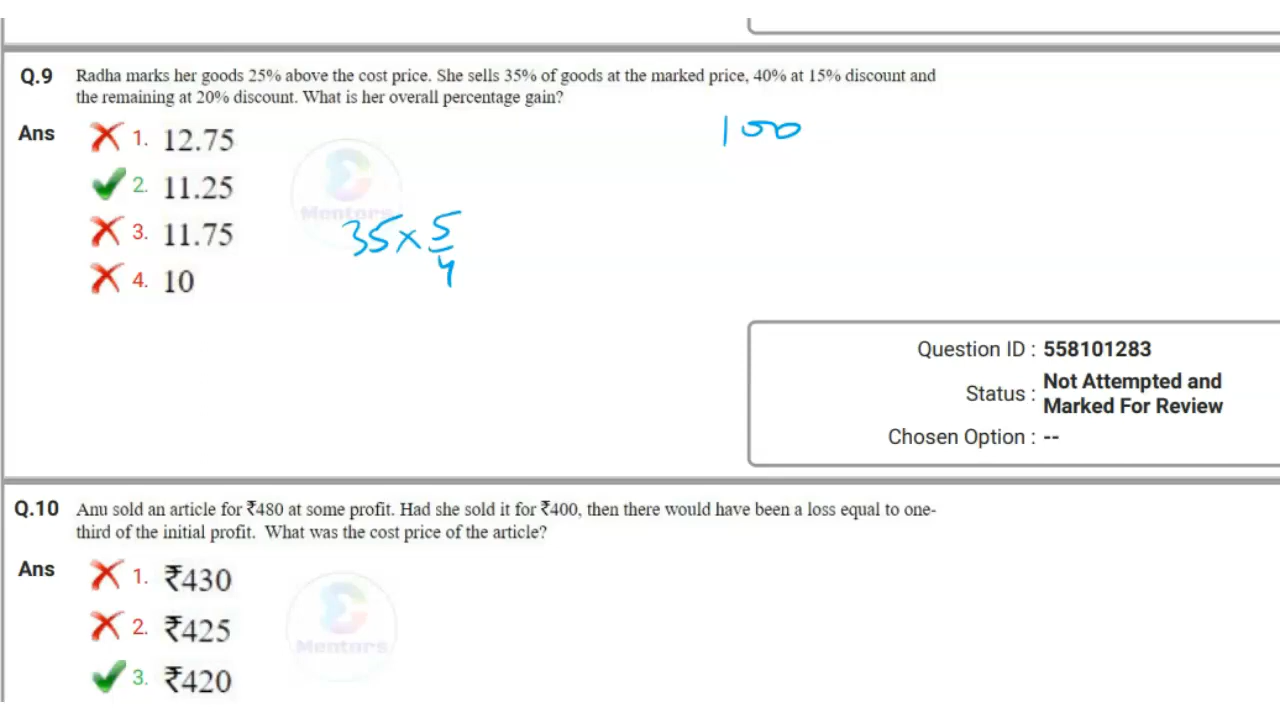 Q.9 Radha marks her goods 25% above the cost price. She sells 35% of goods at the marked price, 40% at 15% discount and
the remaining at 20% discount. What is her overall percentage gain?
100
Ans 1. 12.75
2. 11.25
Mentors
3. 11.75
35 × 5/4
4. 10
Question ID : 558101283
Status : Not Attempted and
Marked For Review
Chosen Option : --
Q.10 Anu sold an article for ₹480 at some profit. Had she sold it for ₹400, then there would have been a loss equal to one-
third of the initial profit. What was the cost price of the article?
Ans 1. ₹430
2. ₹425
Mentors
3. ₹420